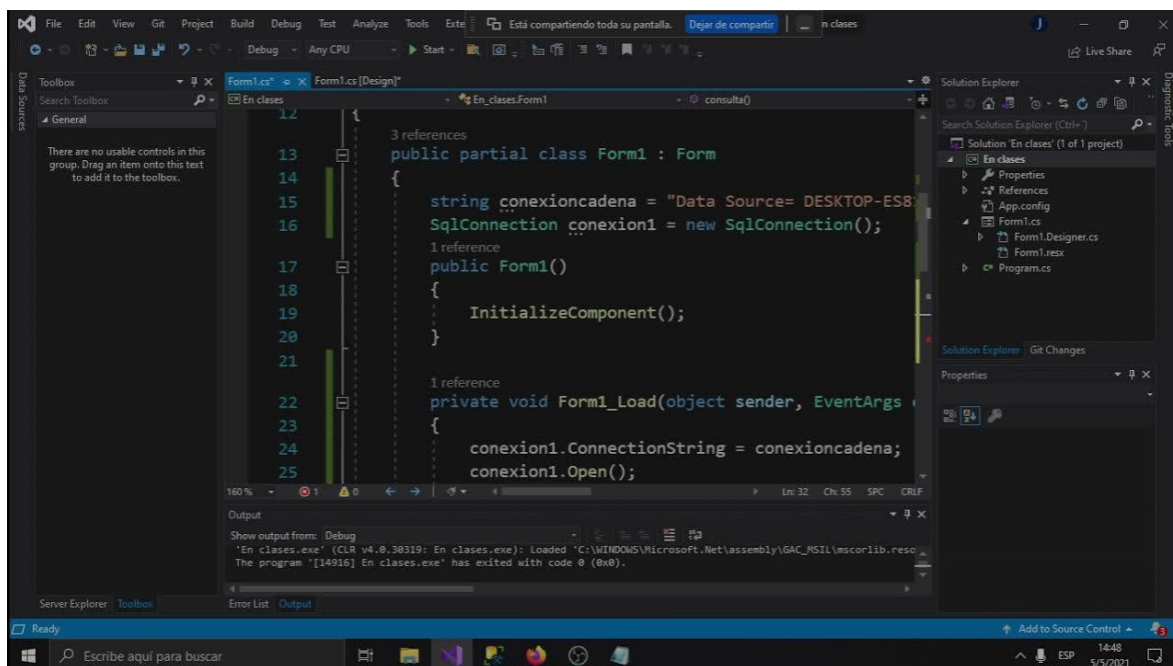 File Edit View Git Project Build Debug Test Analyze Tools Exte Está compartiendo toda su pantalla. Dejar de compartir n clases J
Debug Any CPU Start Live Share
Data Sources
Toolbox
Search Toolbox
General
There are no usable controls in this
group. Drag an item onto this text
to add it to the toolbox.
Server Explorer Toolbox
Form1.cs* Form1.cs [Design]*
En clases En_clases.Form1 consulta()
12 {
3 references
13 public partial class Form1 : Form
14 {
15 string conexioncadena = "Data Source= DESKTOP-ES8
16 SqlConnection conexion1 = new SqlConnection();
1 reference
17 public Form1()
18 {
19 InitializeComponent();
20 }
21
1 reference
22 private void Form1_Load(object sender, EventArgs
23 {
24 conexion1.ConnectionString = conexioncadena;
25 conexion1.Open();
160 % 1 0 Ln: 32 Ch: 55 SPC CRLF
Output
Show output from: Debug
'En clases.exe' (CLR v4.0.30319: En clases.exe): Loaded 'C:\WINDOWS\Microsoft.Net\assembly\GAC_MSIL\mscorlib.reso
The program '[14916] En clases.exe' has exited with code 0 (0x0).
Error List Output
Solution Explorer
Search Solution Explorer (Ctrl+ )
Solution 'En clases' (1 of 1 project)
En clases
Properties
References
App.config
Form1.cs
Form1.Designer.cs
Form1.resx
Program.cs
Solution Explorer Git Changes
Properties
Diagnostic Tools
Ready Add to Source Control 3
Escribe aquí para buscar ESP 14:48
5/5/2021